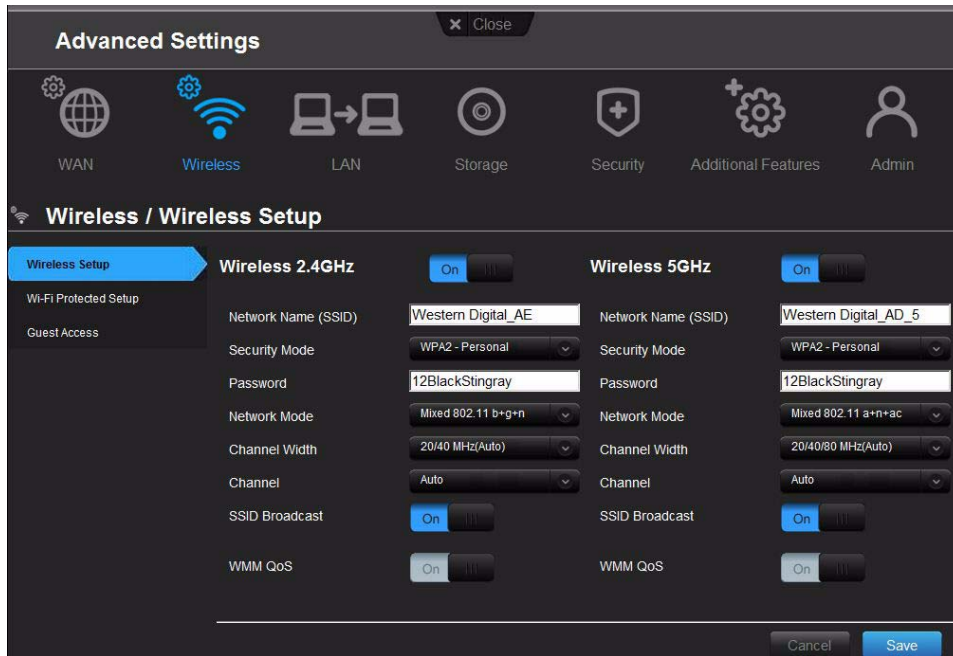 Advanced Settings
× Close
WAN
Wireless
LAN
Storage
Security
Additional Features
Admin
Wireless / Wireless Setup
Wireless Setup
Wi-Fi Protected Setup
Guest Access
Wireless 2.4GHz On
Network Name (SSID) Western Digital_AE
Security Mode WPA2 - Personal
Password 12BlackStingray
Network Mode Mixed 802.11 b+g+n
Channel Width 20/40 MHz(Auto)
Channel Auto
SSID Broadcast On
WMM QoS On
Wireless 5GHz On
Network Name (SSID) Western Digital_AD_5
Security Mode WPA2 - Personal
Password 12BlackStingray
Network Mode Mixed 802.11 a+n+ac
Channel Width 20/40/80 MHz(Auto)
Channel Auto
SSID Broadcast On
WMM QoS On
Cancel
Save